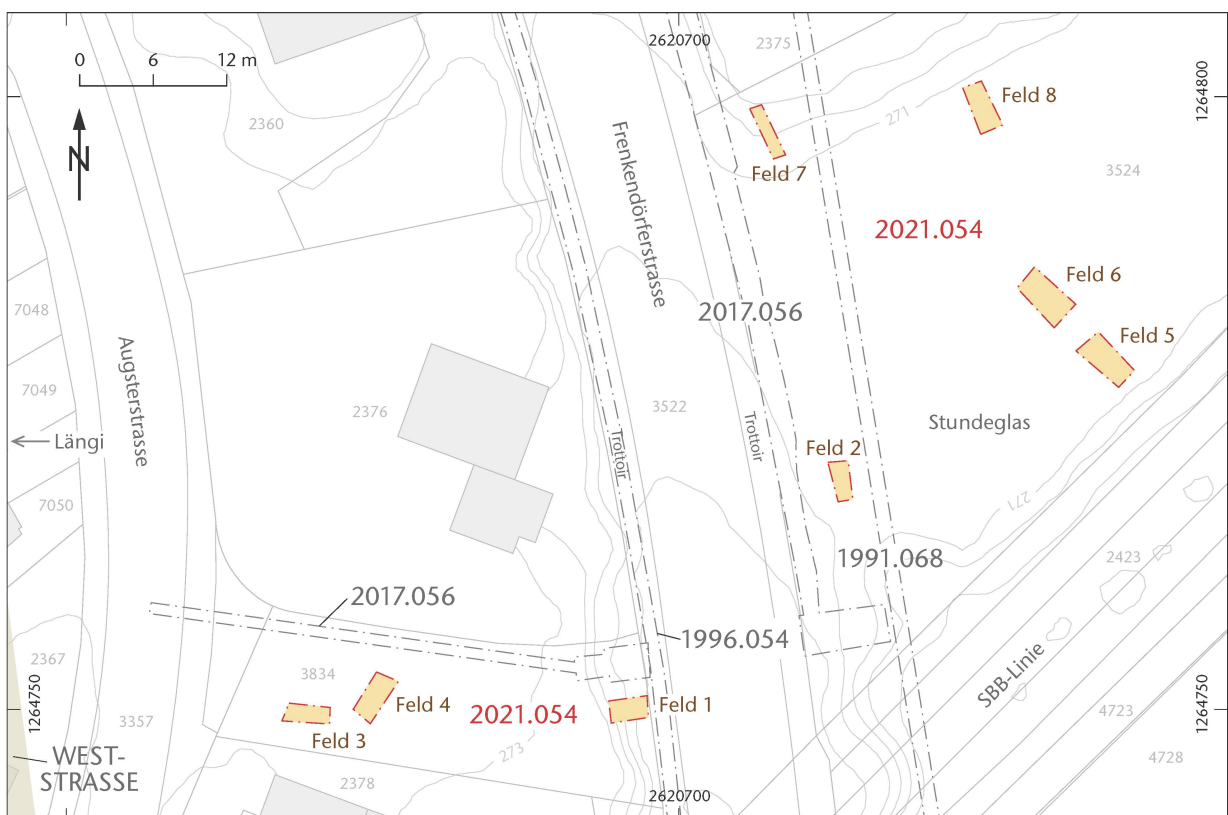 0 6 12 m
N
2620700
2375
1264800
Feld 8
2360
271
Feld 7
3524
Frenkendörferstrasse
2021.054
Feld 6
7048
2017.056
Feld 5
Augsterstrasse
7049
2376
3522
Trottoir
Trottoir
Stundeglas
Längi
Feld 2
7050
271
1991.068
2423
2017.056
1996.054
2367
3834
SBB-Linie
1264750
1264750
Feld 4
Feld 1
3357
2021.054
4723
Feld 3
273
WEST-
STRASSE
2378
4728
2620700